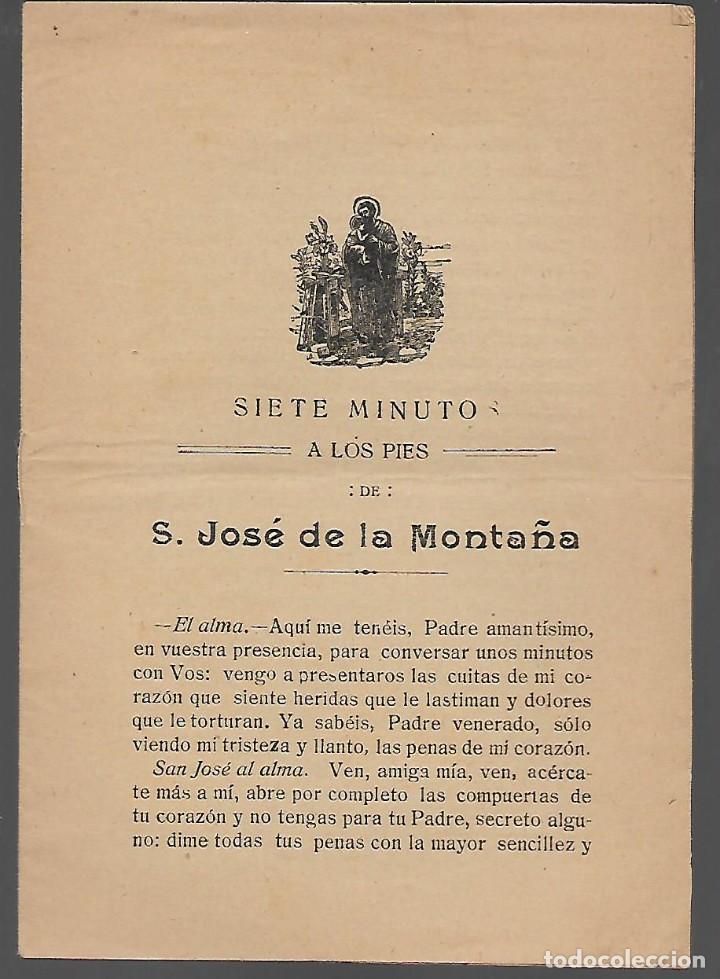 SIETE MINUTOS
A LOS PIES
: DE :
S. José de la Montaña
—El alma.—Aquí me tenéis, Padre amantísimo,
en vuestra presencia, para conversar unos minutos
con Vos: vengo a presentaros las cuitas de mi co-
razón que siente heridas que le lastiman y dolores
que le torturan. Ya sabéis, Padre venerado, sólo
viendo mi tristeza y llanto, las penas de mi corazón.
San José al alma. Ven, amiga mía, ven, acérca-
te más a mí, abre por completo las compuertas de
tu corazón y no tengas para tu Padre, secreto algu-
no: dime todas tus penas con la mayor sencillez y
todocoleccion